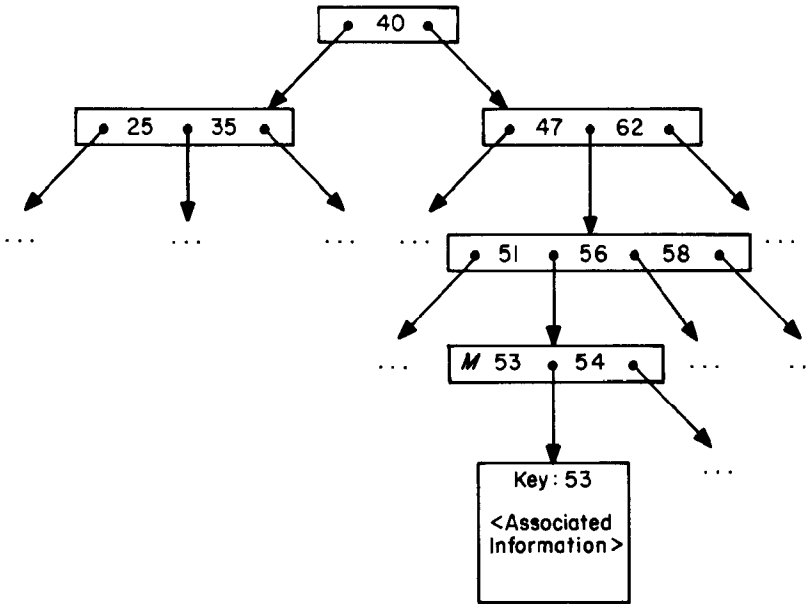 40
25 35
47 62
... ... ... ... ...
51 56 58
M 53 54
... ... ..
...
Key: 53
<Associated
Information>